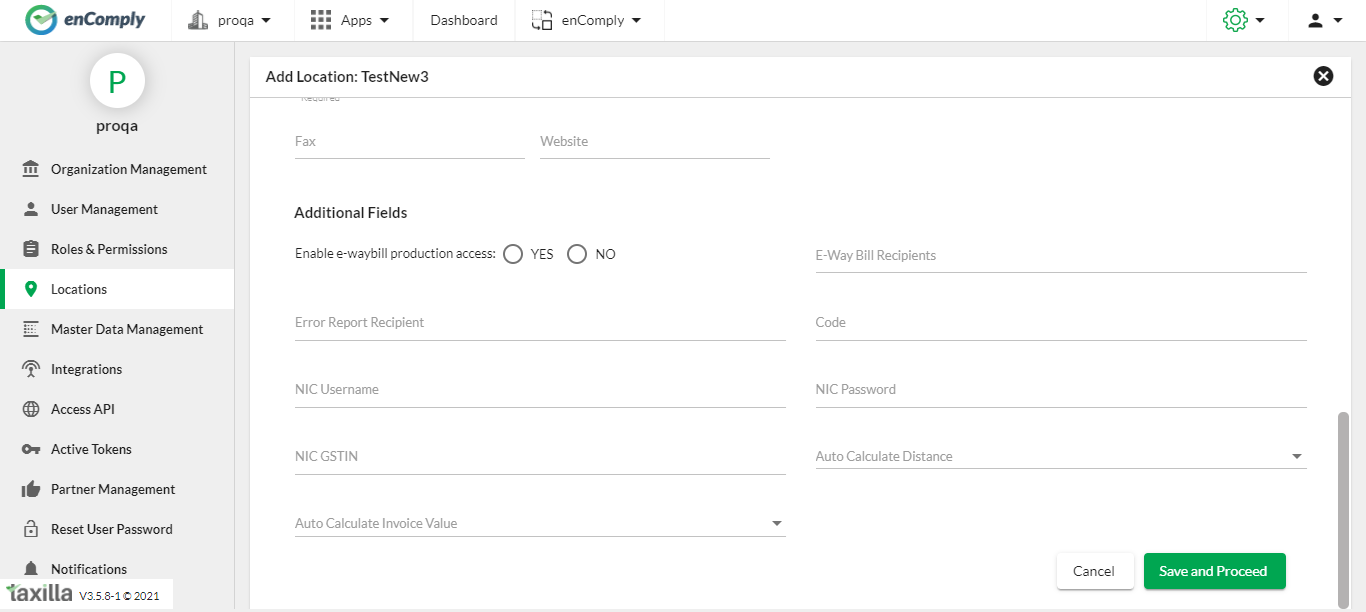 enComply
proqa
Apps
Dashboard
enComply
P
proqa
Organization Management
User Management
Roles & Permissions
Locations
Master Data Management
Integrations
Access API
Active Tokens
Partner Management
Reset User Password
Notifications
taxilla V3.5.8-1 © 2021
Add Location: TestNew3
Required
Fax Website
Additional Fields
Enable e-waybill production access: YES NO E-Way Bill Recipients
Error Report Recipient Code
NIC Username NIC Password
NIC GSTIN Auto Calculate Distance
Auto Calculate Invoice Value
Cancel Save and Proceed